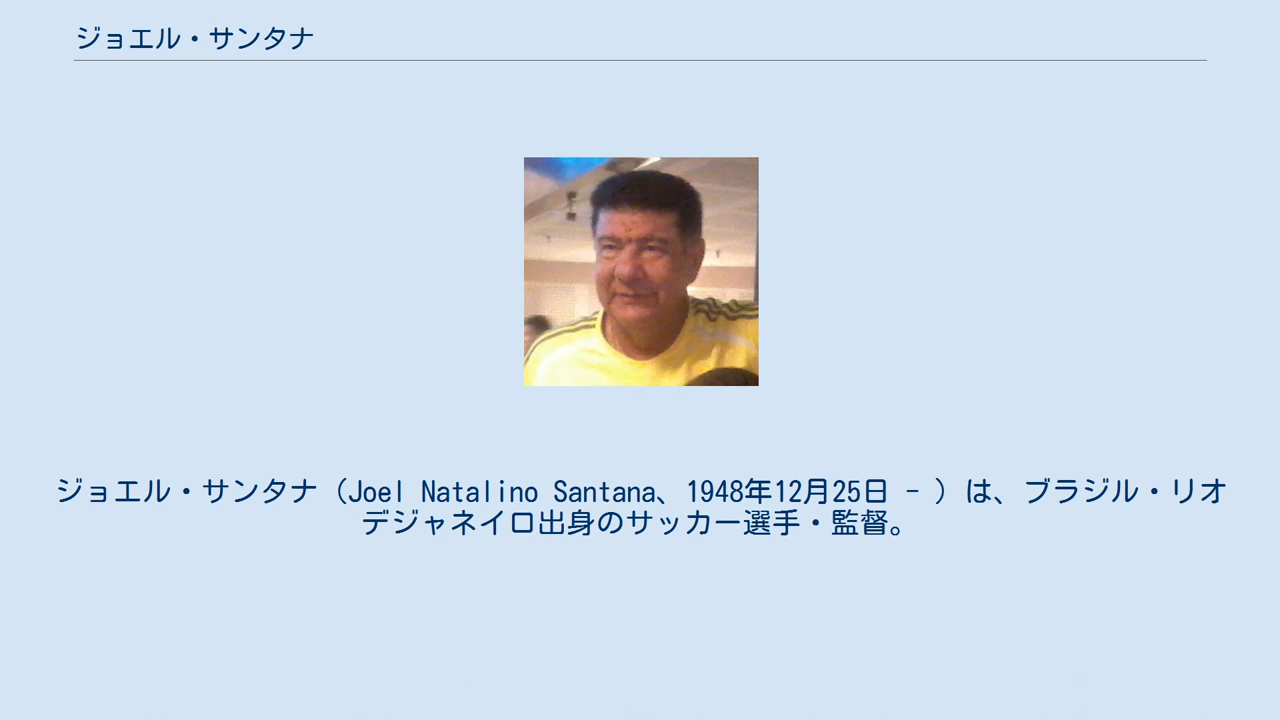 ジョエル・サンタナ
ジョエル・サンタナ（Joel Natalino Santana、1948年12月25日 - ）は、ブラジル・リオ
デジャネイロ出身のサッカー選手・監督。